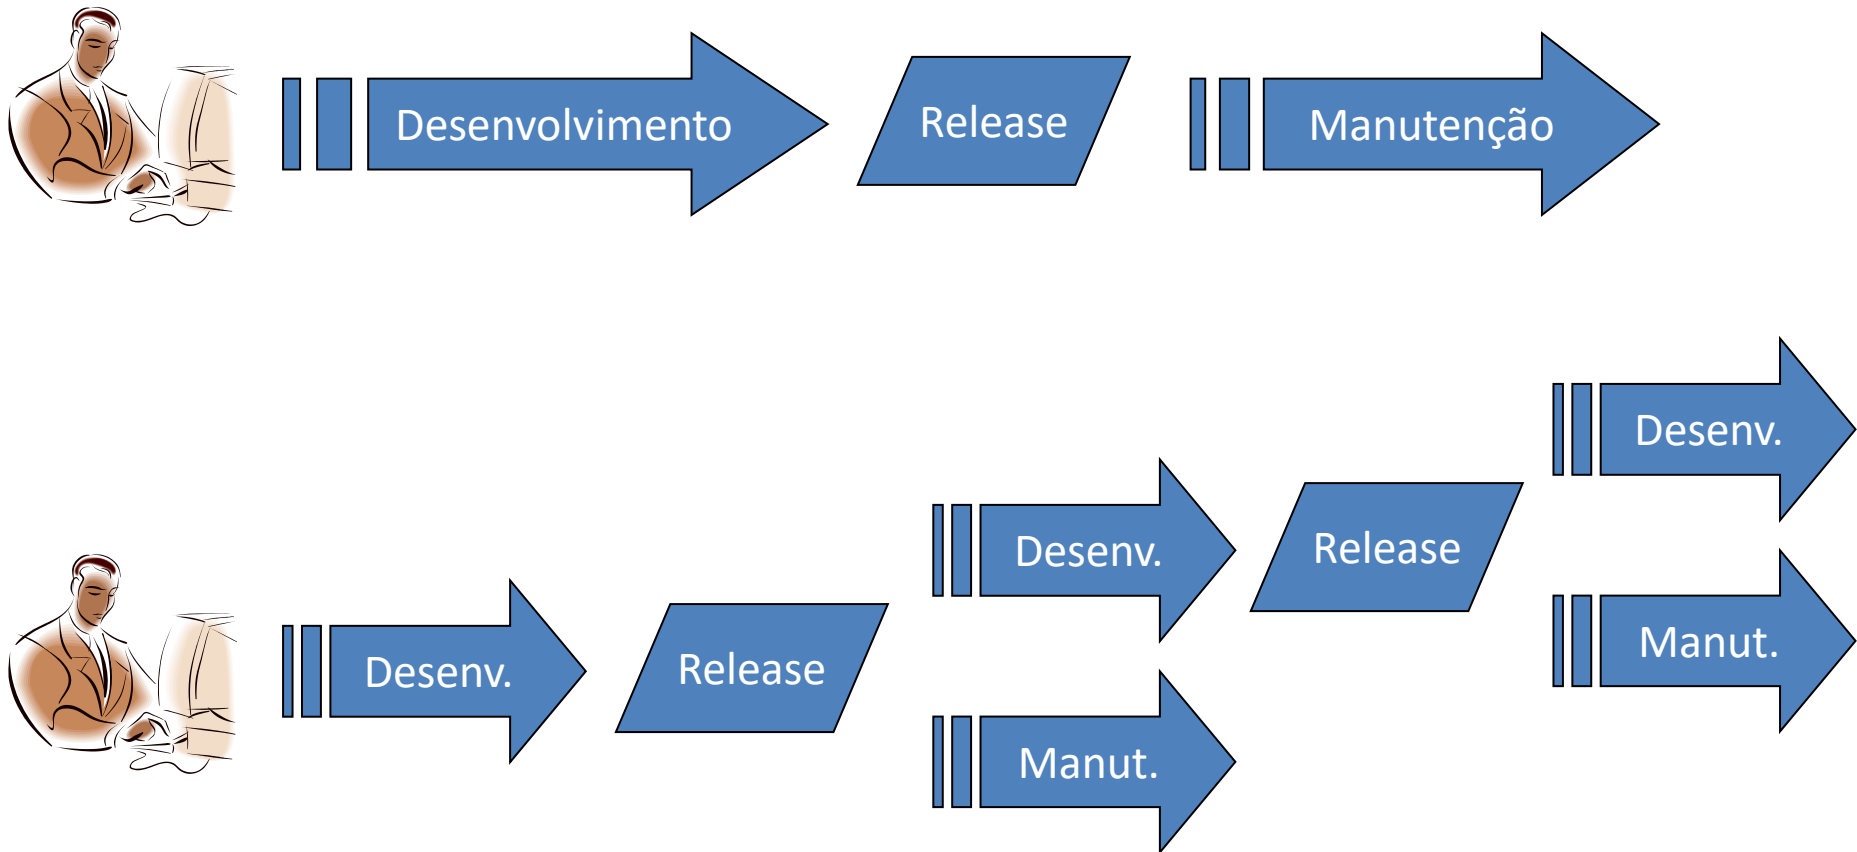 Desenvolvimento
Release
Manutenção
Desenv.
Release
Desenv.
Manut.
Release
Desenv.
Manut.